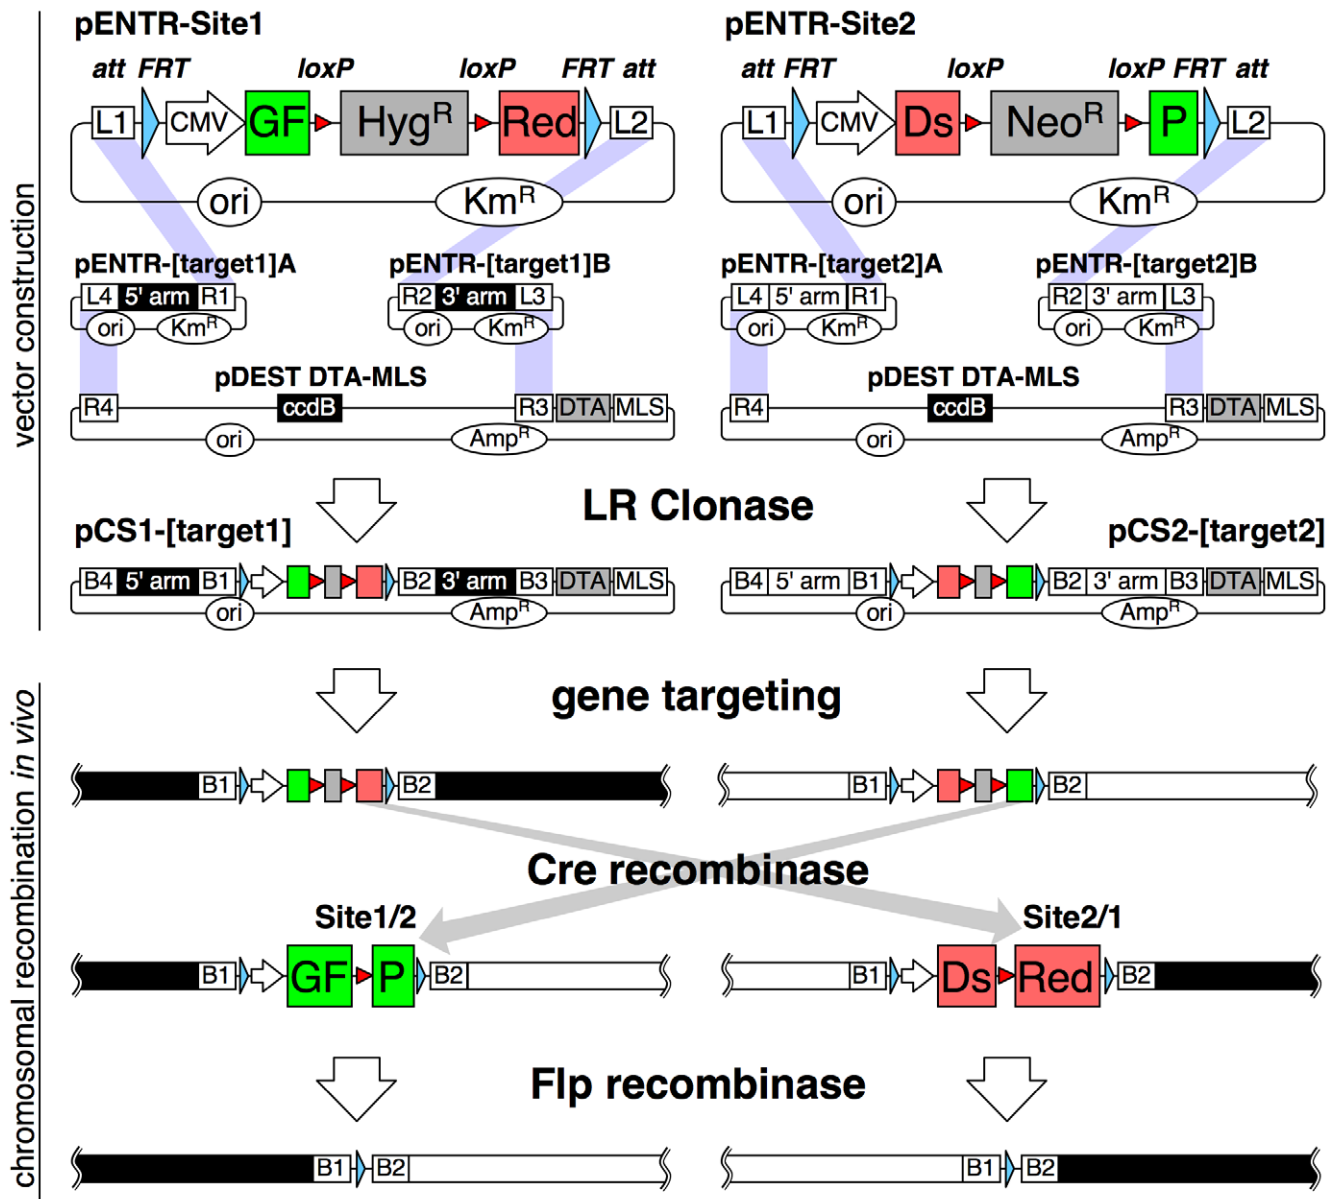 pENTR-Site1 pENTR-Site2
att FRT loxP loxP FRT att att FRT loxP loxP FRT att
L1 CMV GF HygR Red L2 L1 CMV Ds NeoR P L2
ori KmR ori KmR
pENTR-[target1]A pENTR-[target1]B pENTR-[target2]A pENTR-[target2]B
L4 5' arm R1 R2 3' arm L3 L4 5' arm R1 R2 3' arm L3
ori KmR ori KmR ori KmR ori KmR
pDEST DTA-MLS pDEST DTA-MLS
R4 ccdB R3 DTA MLS R4 ccdB R3 DTA MLS
ori AmpR ori AmpR
vector construction
LR Clonase
pCS1-[target1] pCS2-[target2]
B4 5' arm B1 B2 3' arm B3 DTA MLS B4 5' arm B1 B2 3' arm B3 DTA MLS
ori AmpR ori AmpR
gene targeting
B1 B2 B1 B2
Cre recombinase
Site1/2 Site2/1
B1 GF P B2 B1 Ds Red B2
Flp recombinase
B1 B2 B1 B2
chromosomal recombination in vivo